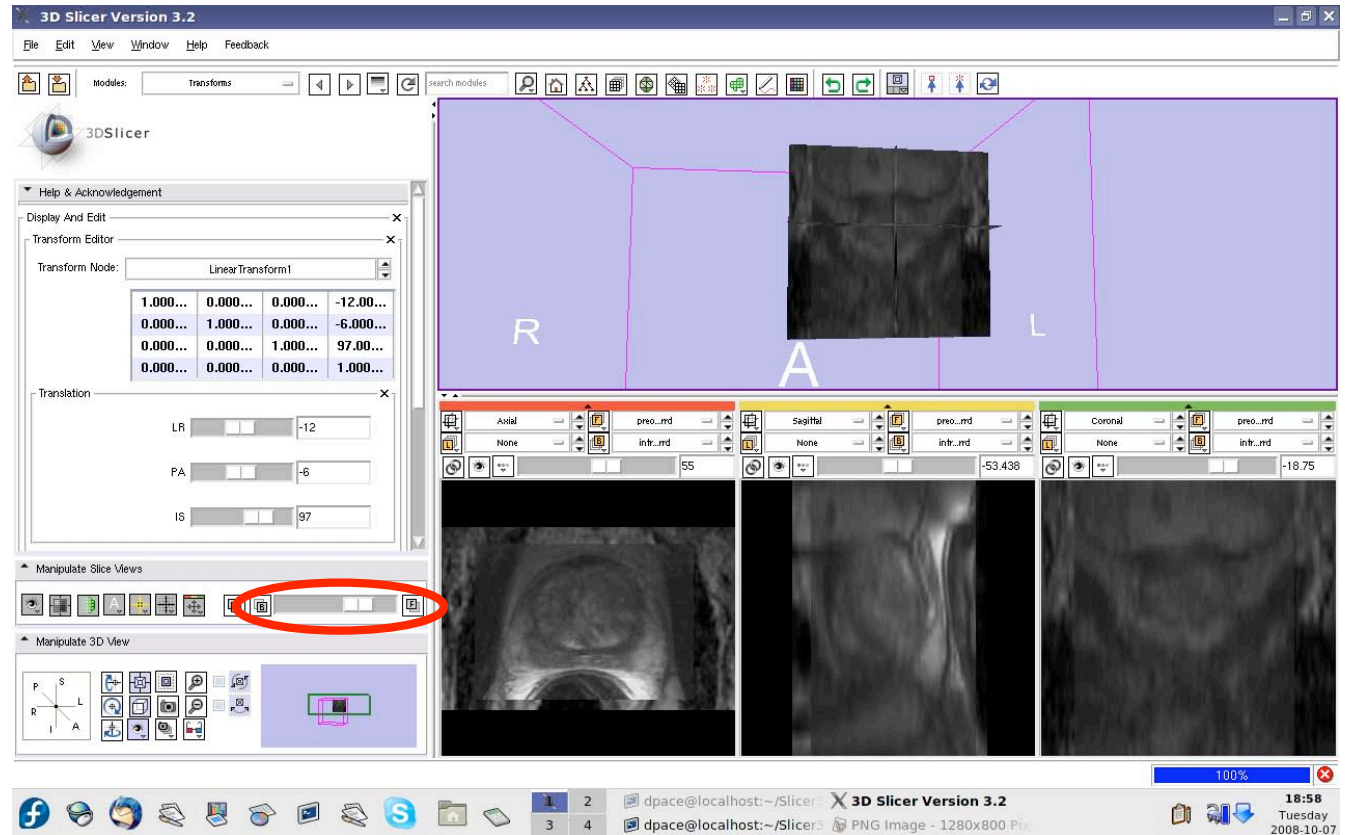 3D Slicer Version 3.2
File Edit View Window Help Feedback
Modules: Transforms search modules
3DSlicer
Help & Acknowledgement
Display And Edit
Transform Editor
Transform Node: LinearTransform1
1.000... 0.000... 0.000... -12.00...
0.000... 1.000... 0.000... -6.000...
0.000... 0.000... 1.000... 97.00...
0.000... 0.000... 0.000... 1.000...
Translation
LR -12
PA -6
IS 97
Manipulate Slice Views
B F
Manipulate 3D View
P S
R L
I A
R
A
L
Axial F preo...rrd
L None B intr...rrd
55
Sagittal F preo...rrd
L None B intr...rrd
-53.438
Coronal F preo...rrd
L None B intr...rrd
-18.75
100%
1 2
3 4
dpace@localhost:~/Slicer3
dpace@localhost:~/Slicer3
3D Slicer Version 3.2
PNG Image - 1280x800 Pix
18:58
Tuesday
2008-10-07